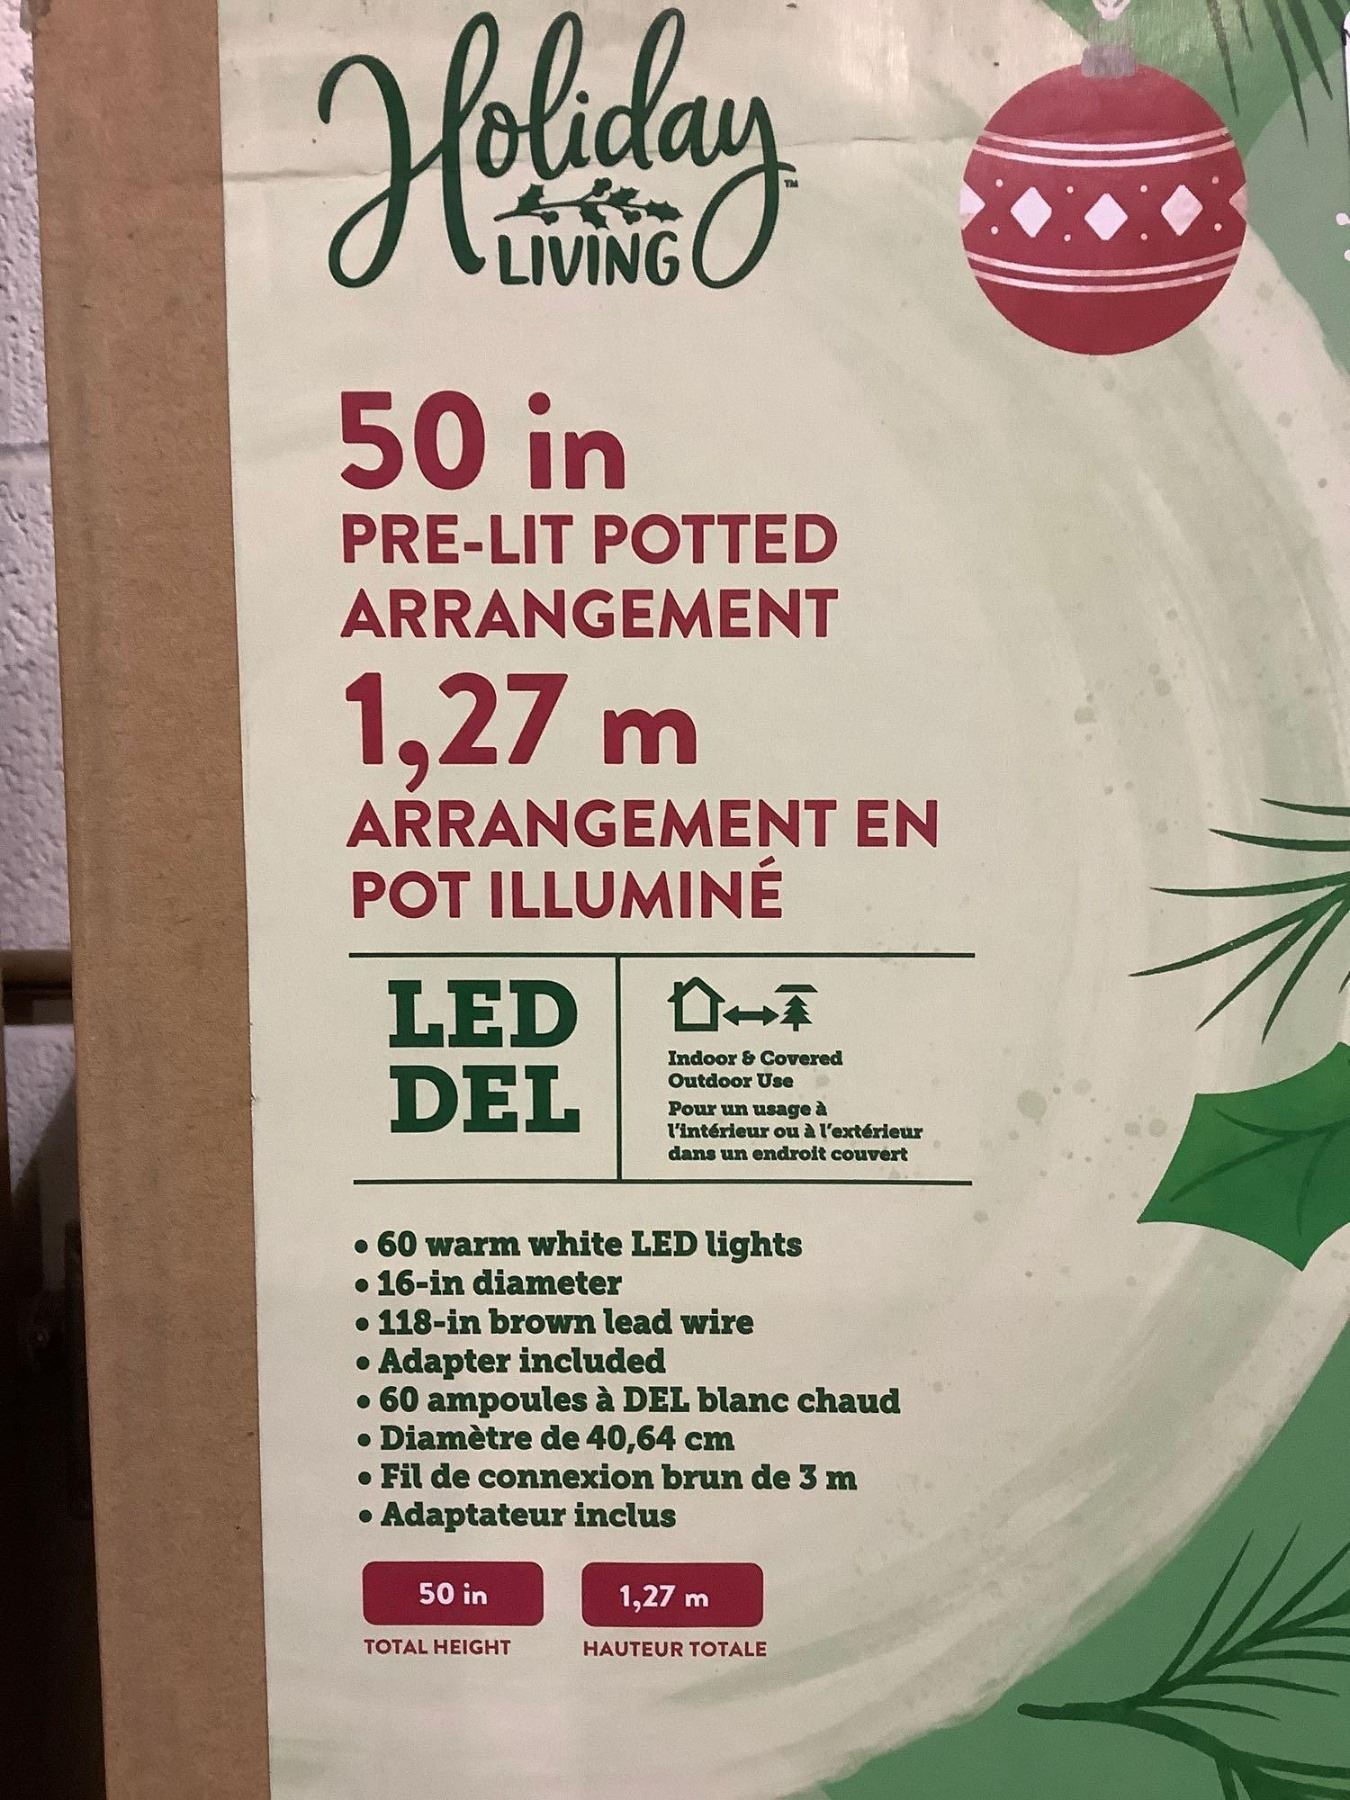 Holiday
LIVING
™
50 in
PRE-LIT POTTED
ARRANGEMENT
1,27 m
ARRANGEMENT EN
POT ILLUMINÉ
LED
DEL
Indoor & Covered
Outdoor Use
Pour un usage à
l'intérieur ou à l'extérieur
dans un endroit couvert
• 60 warm white LED lights
• 16-in diameter
• 118-in brown lead wire
• Adapter included
• 60 ampoules à DEL blanc chaud
• Diamètre de 40,64 cm
• Fil de connexion brun de 3 m
• Adaptateur inclus
50 in
TOTAL HEIGHT
1,27 m
HAUTEUR TOTALE